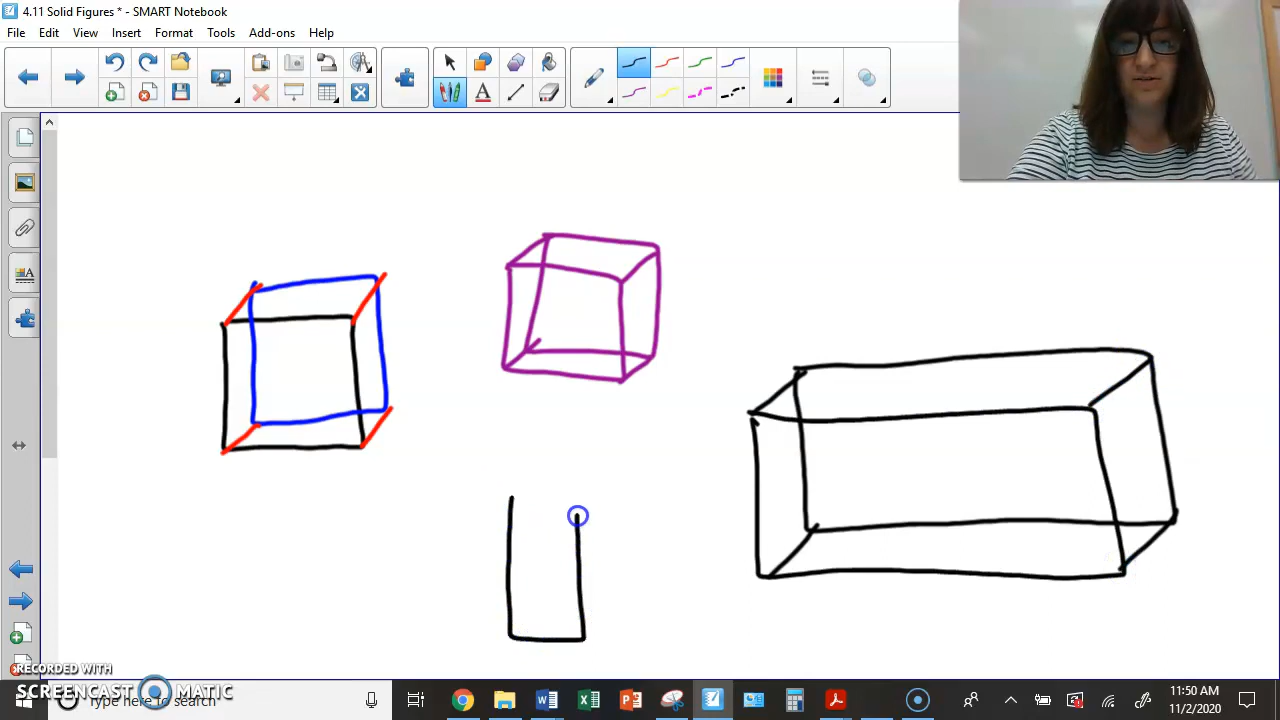 4.11 Solid Figures * - SMART Notebook
File Edit View Insert Format Tools Add-ons Help
RECORDED WITH
SCREENCAST MATIC
Type here to search
11:50 AM
11/2/2020